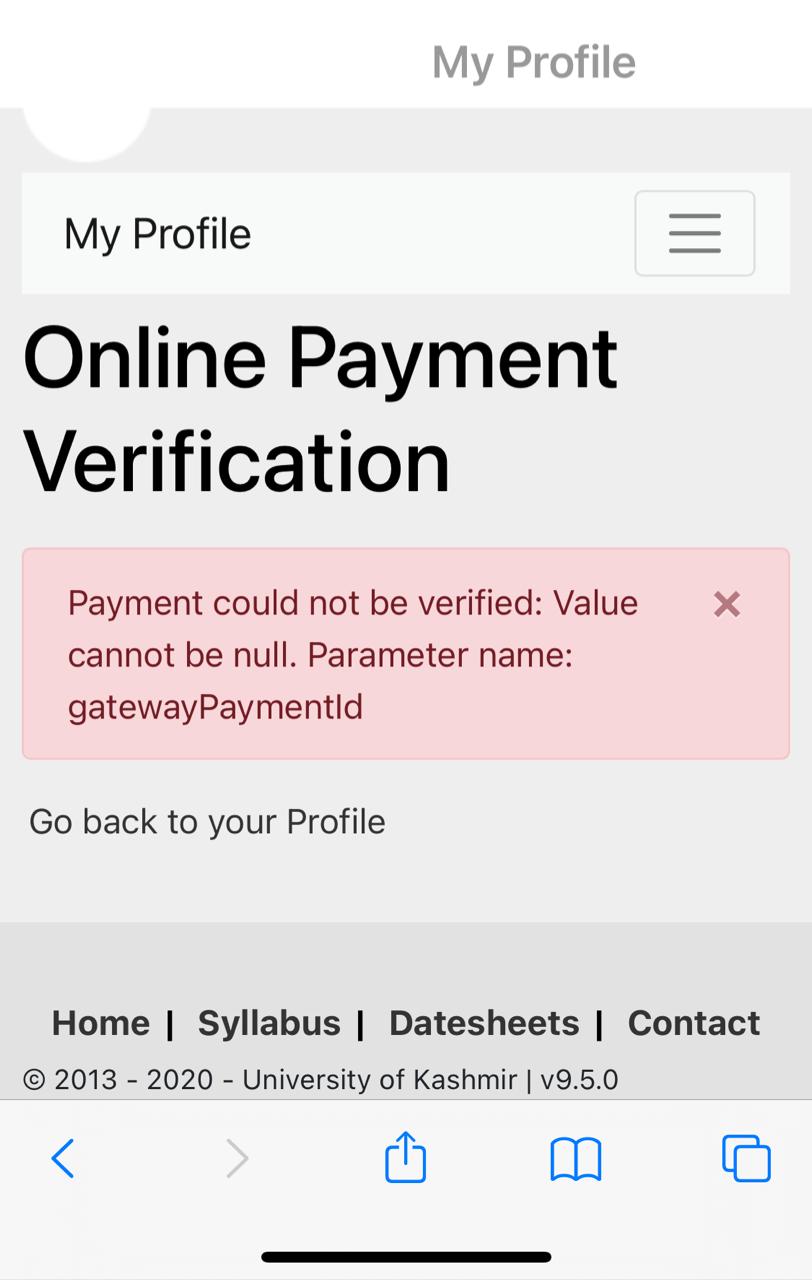 My Profile
My Profile
Online Payment
Verification
Payment could not be verified: Value
cannot be null. Parameter name:
gatewayPaymentId
Go back to your Profile
Home | Syllabus | Datesheets | Contact
© 2013 - 2020 - University of Kashmir | v9.5.0